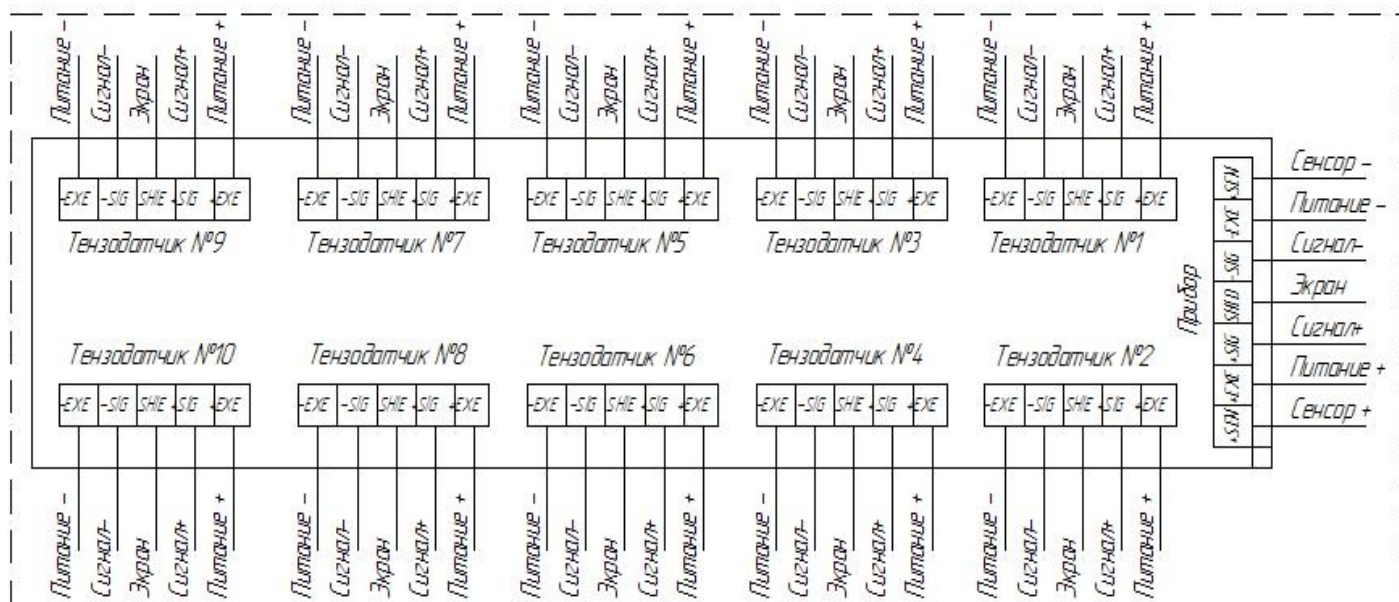 Питание - Сигнал- Экран Сигнал+ Питание + Питание - Сигнал- Экран Сигнал+ Питание + Питание - Сигнал- Экран Сигнал+ Питание + Питание - Сигнал- Экран Сигнал+ Питание + Питание - Сигнал- Экран Сигнал+ Питание +
-EXE -SIG SHIE +SIG +EXE -EXE -SIG SHIE +SIG +EXE -EXE -SIG SHIE +SIG +EXE -EXE -SIG SHIE +SIG +EXE -EXE -SIG SHIE +SIG +EXE
Тензодатчик №9 Тензодатчик №7 Тензодатчик №5 Тензодатчик №3 Тензодатчик №1
Тензодатчик №10 Тензодатчик №8 Тензодатчик №6 Тензодатчик №4 Тензодатчик №2
-EXE -SIG SHIE +SIG +EXE -EXE -SIG SHIE +SIG +EXE -EXE -SIG SHIE +SIG +EXE -EXE -SIG SHIE +SIG +EXE -EXE -SIG SHIE +SIG +EXE
Питание - Сигнал- Экран Сигнал+ Питание + Питание - Сигнал- Экран Сигнал+ Питание + Питание - Сигнал- Экран Сигнал+ Питание + Питание - Сигнал- Экран Сигнал+ Питание + Питание - Сигнал- Экран Сигнал+ Питание +
Прибор
+SEN Сенсор -
-EXE Питание -
-SIG Сигнал-
SHLD Экран
+SIG Сигнал+
+EXE Питание +
+SEN Сенсор +